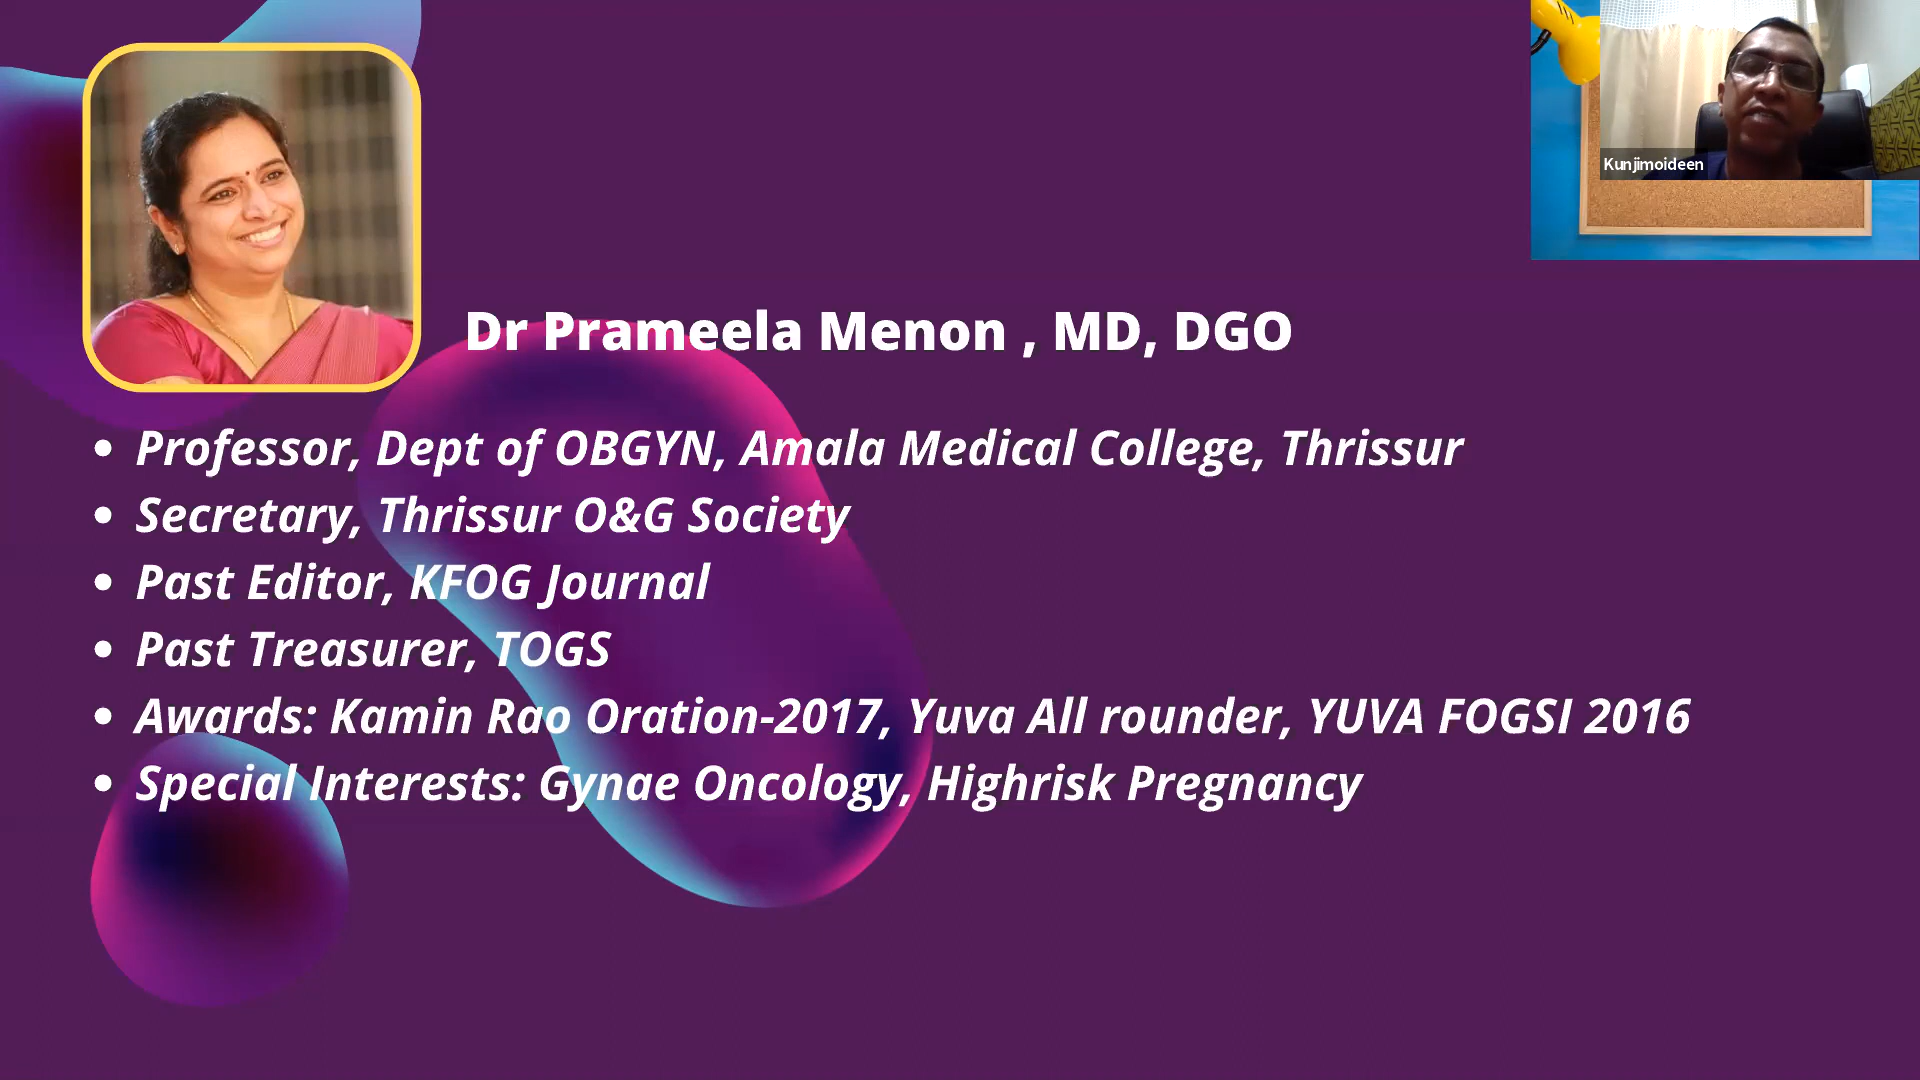 Kunjimoideen
Dr Prameela Menon , MD, DGO
• Professor, Dept of OBGYN, Amala Medical College, Thrissur
• Secretary, Thrissur O&G Society
• Past Editor, KFOG Journal
• Past Treasurer, TOGS
• Awards: Kamin Rao Oration-2017, Yuva All rounder, YUVA FOGSI 2016
• Special Interests: Gynae Oncology, Highrisk Pregnancy